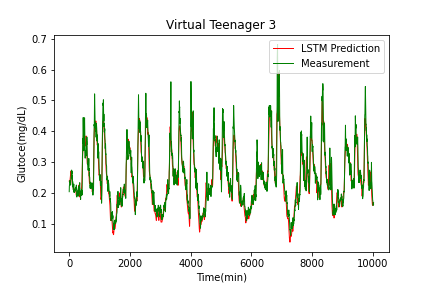 Virtual Teenager 3
LSTM Prediction
Measurement
Glutoce(mg/dL)
0.7
0.6
0.5
0.4
0.3
0.2
0.1
0 2000 4000 6000 8000 10000
Time(min)